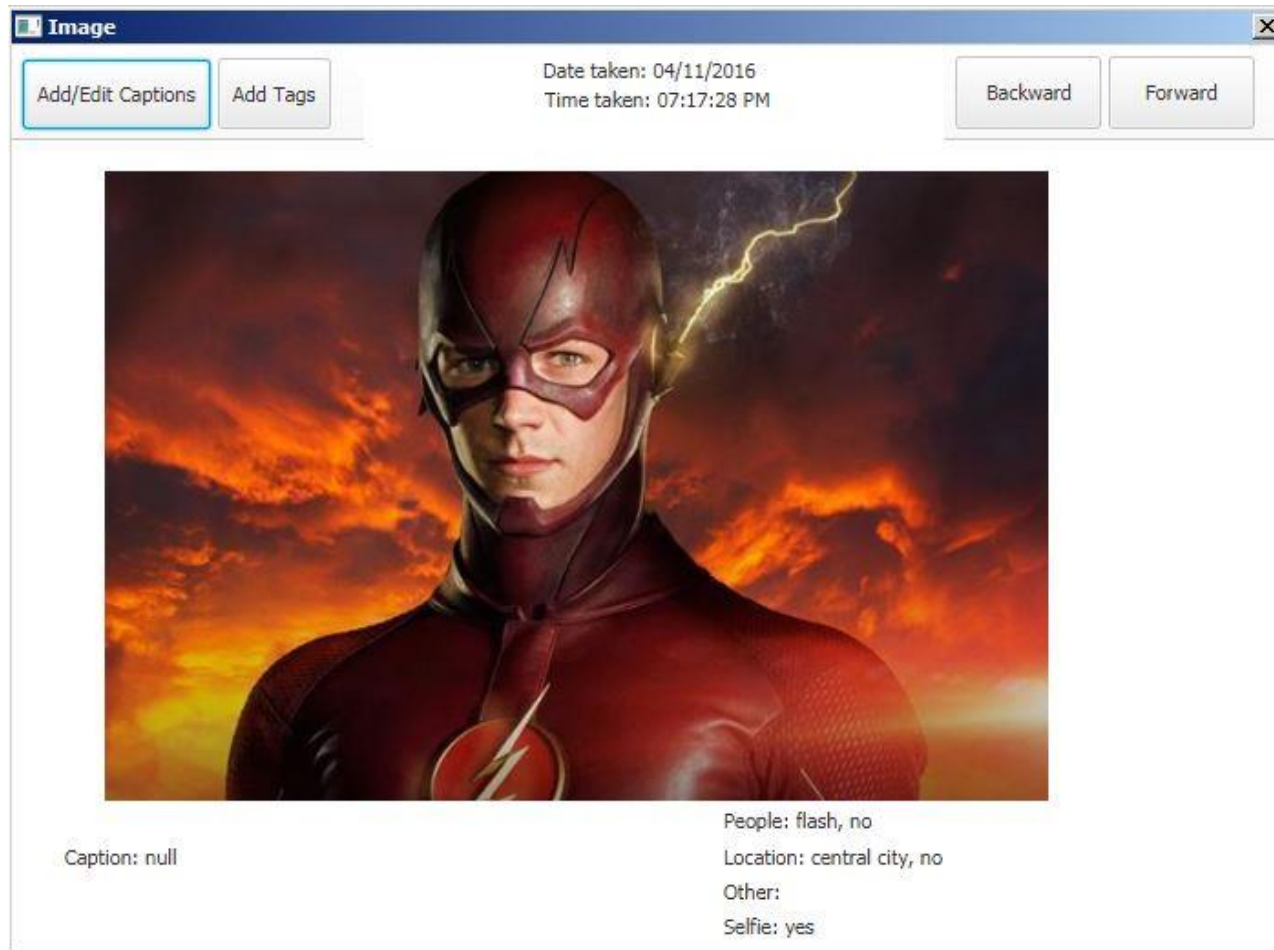 Image
Add/Edit Captions
Add Tags
Date taken: 04/11/2016
Time taken: 07:17:28 PM
Backward
Forward
Caption: null
People: flash, no
Location: central city, no
Other:
Selfie: yes